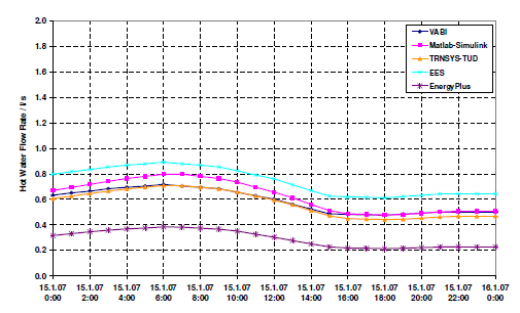 2.0
1.8
1.6
1.4
1.2
1.0
0.8
0.6
0.4
0.2
0.0
Hot Water Flow Rate / l/s
VABI
Matlab-Simulink
TRNSYS-TUD
EES
EnergyPlus
15.1.07 15.1.07 15.1.07 15.1.07 15.1.07 15.1.07 15.1.07 15.1.07 15.1.07 15.1.07 15.1.07 15.1.07 16.1.07
0:00 2:00 4:00 6:00 8:00 10:00 12:00 14:00 16:00 18:00 20:00 22:00 0:00